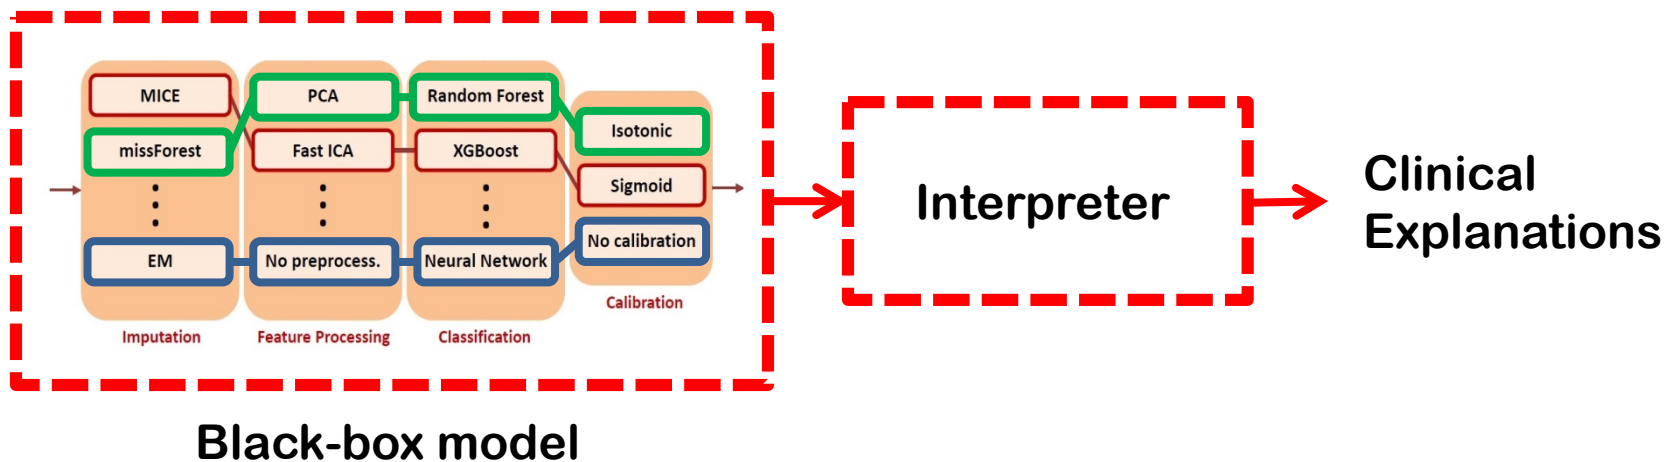 MICE
missForest
EM
Imputation
PCA
Fast ICA
No preprocess.
Feature Processing
Random Forest
XGBoost
Neural Network
Classification
Isotonic
Sigmoid
No calibration
Calibration
Black-box model
Interpreter
Clinical
Explanations